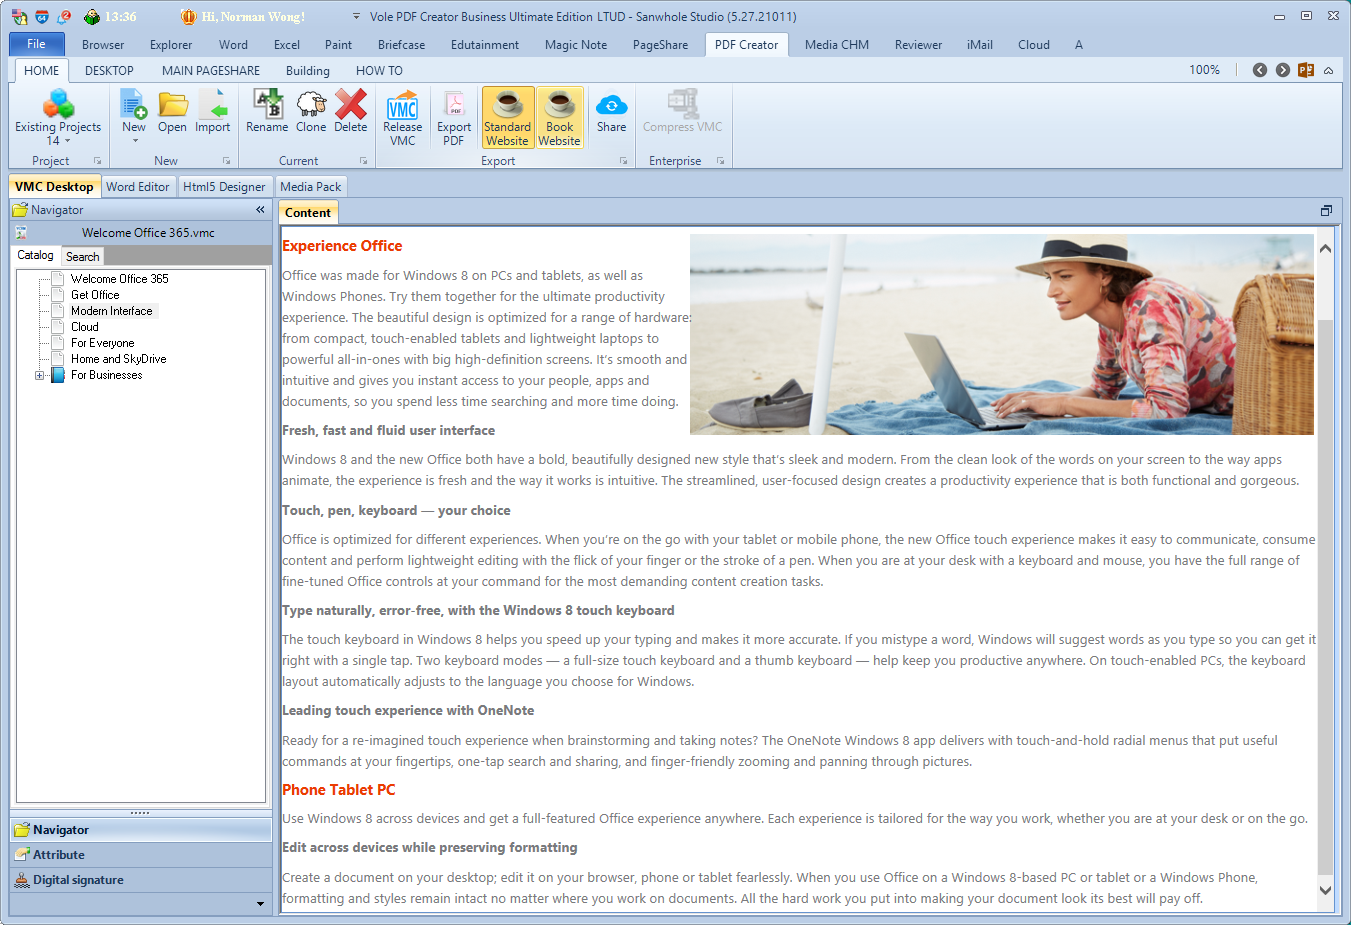 2
64
13:36
Hi, Norman Wong!
Vole PDF Creator Business Ultimate Edition LTUD - Sanwhole Studio (5.27.21011)
File
Browser
Explorer
Word
Excel
Paint
Briefcase
Edutainment
Magic Note
PageShare
PDF Creator
Media CHM
Reviewer
iMail
Cloud
A
HOME
DESKTOP
MAIN PAGESHARE
Building
HOW TO
100%
Existing Projects
14
New
Open
Import
A
B
Rename
Clone
Delete
VMC
Release
VMC
PDF
Export
PDF
Standard
Website
Book
Website
Share
Compress VMC
Project
New
Current
Export
Enterprise
VMC Desktop
Word Editor
Html5 Designer
Media Pack
Navigator
Welcome Office 365.vmc
Catalog
Search
Welcome Office 365
Get Office
Modern Interface
Cloud
For Everyone
Home and SkyDrive
For Businesses
Navigator
Attribute
Digital signature
Content
Experience Office
Office was made for Windows 8 on PCs and tablets, as well as
Windows Phones. Try them together for the ultimate productivity
experience. The beautiful design is optimized for a range of hardware:
from compact, touch-enabled tablets and lightweight laptops to
powerful all-in-ones with big high-definition screens. It's smooth and
intuitive and gives you instant access to your people, apps and
documents, so you spend less time searching and more time doing.
Fresh, fast and fluid user interface
Windows 8 and the new Office both have a bold, beautifully designed new style that's sleek and modern. From the clean look of the words on your screen to the way apps
animate, the experience is fresh and the way it works is intuitive. The streamlined, user-focused design creates a productivity experience that is both functional and gorgeous.
Touch, pen, keyboard — your choice
Office is optimized for different experiences. When you're on the go with your tablet or mobile phone, the new Office touch experience makes it easy to communicate, consume
content and perform lightweight editing with the flick of your finger or the stroke of a pen. When you are at your desk with a keyboard and mouse, you have the full range of
fine-tuned Office controls at your command for the most demanding content creation tasks.
Type naturally, error-free, with the Windows 8 touch keyboard
The touch keyboard in Windows 8 helps you speed up your typing and makes it more accurate. If you mistype a word, Windows will suggest words as you type so you can get it
right with a single tap. Two keyboard modes — a full-size touch keyboard and a thumb keyboard — help keep you productive anywhere. On touch-enabled PCs, the keyboard
layout automatically adjusts to the language you choose for Windows.
Leading touch experience with OneNote
Ready for a re-imagined touch experience when brainstorming and taking notes? The OneNote Windows 8 app delivers with touch-and-hold radial menus that put useful
commands at your fingertips, one-tap search and sharing, and finger-friendly zooming and panning through pictures.
Phone Tablet PC
Use Windows 8 across devices and get a full-featured Office experience anywhere. Each experience is tailored for the way you work, whether you are at your desk or on the go.
Edit across devices while preserving formatting
Create a document on your desktop; edit it on your browser, phone or tablet fearlessly. When you use Office on a Windows 8-based PC or tablet or a Windows Phone,
formatting and styles remain intact no matter where you work on documents. All the hard work you put into making your document look its best will pay off.